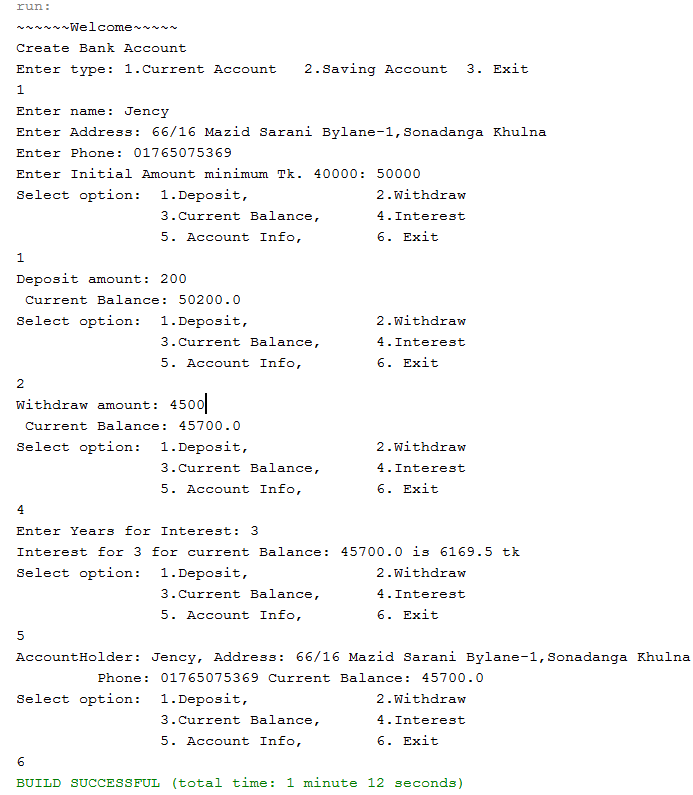 run:
~~~~~~Welcome~~~~~
Create Bank Account
Enter type: 1.Current Account   2.Saving Account  3. Exit
1
Enter name: Jency
Enter Address: 66/16 Mazid Sarani Bylane-1,Sonadanga Khulna
Enter Phone: 01765075369
Enter Initial Amount minimum Tk. 40000: 50000
Select option:  1.Deposit,              2.Withdraw
                3.Current Balance,      4.Interest
                5. Account Info,        6. Exit
1
Deposit amount: 200
 Current Balance: 50200.0
Select option:  1.Deposit,              2.Withdraw
                3.Current Balance,      4.Interest
                5. Account Info,        6. Exit
2
Withdraw amount: 4500
 Current Balance: 45700.0
Select option:  1.Deposit,              2.Withdraw
                3.Current Balance,      4.Interest
                5. Account Info,        6. Exit
4
Enter Years for Interest: 3
Interest for 3 for current Balance: 45700.0 is 6169.5 tk
Select option:  1.Deposit,              2.Withdraw
                3.Current Balance,      4.Interest
                5. Account Info,        6. Exit
5
AccountHolder: Jency, Address: 66/16 Mazid Sarani Bylane-1,Sonadanga Khulna
         Phone: 01765075369 Current Balance: 45700.0
Select option:  1.Deposit,              2.Withdraw
                3.Current Balance,      4.Interest
                5. Account Info,        6. Exit
6
BUILD SUCCESSFUL (total time: 1 minute 12 seconds)